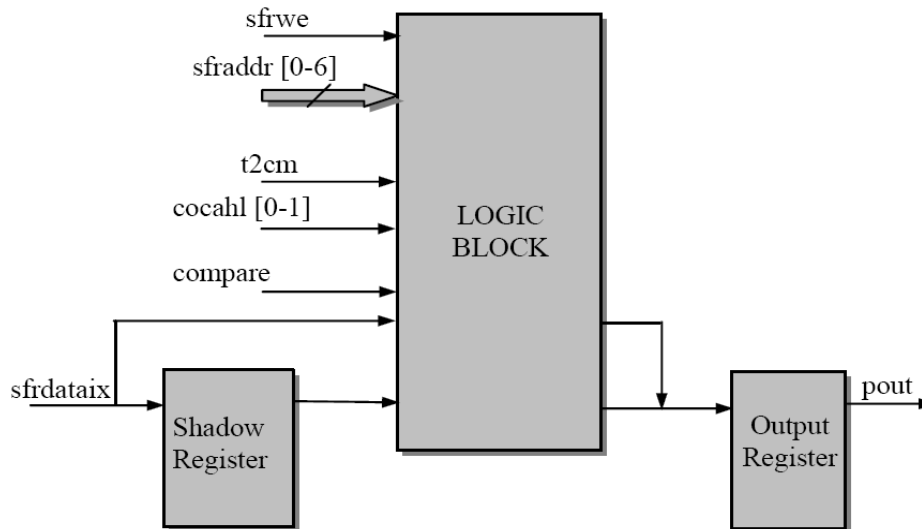 sfrwe
sfraddr [0-6]
t2cm
cocahl [0-1]
compare
LOGIC
BLOCK
sfrdataix
Shadow
Register
Output
Register
pout